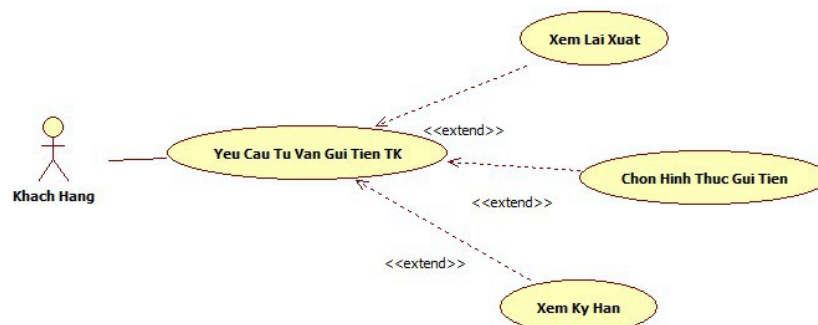 Xem Lai Xuat
<<extend>>
Yeu Cau Tu Van Gui Tien TK
Khach Hang
Chon Hinh Thuc Gui Tien
<<extend>>
<<extend>>
Xem Ky Han